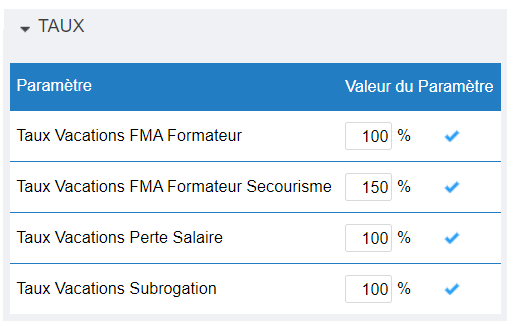 TAUX
Paramètre Valeur du Paramètre
Taux Vacations FMA Formateur 100 %
Taux Vacations FMA Formateur Secourisme 150 %
Taux Vacations Perte Salaire 100 %
Taux Vacations Subrogation 100 %